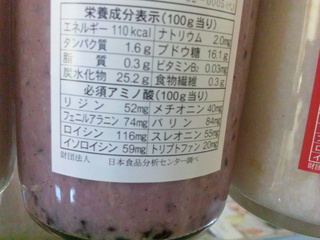 栄養成分表示(100g当り)
エネルギー 110kcal ナトリウム 2.0mg
タンパク質 1.6g ブドウ糖 16.1g
脂質 0.3g ビタミンB₂ 0.03mg
炭水化物 25.2g 食物繊維 0.3g
必須アミノ酸(100g当り)
リジン 52mg メチオニン 40mg
フェニルアラニン 74mg バリン 84mg
ロイシン 116mg スレオニン 55mg
イソロイシン 59mg トリプトファン 20mg
財団法人 日本食品分析センター調べ